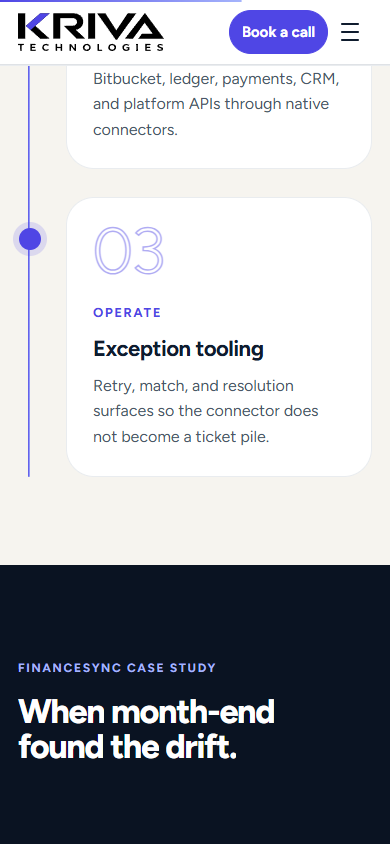 KRIVA
TECHNOLOGIES
Book a call
Bitbucket, ledger, payments, CRM,
and platform APIs through native
connectors.
03
OPERATE
Exception tooling
Retry, match, and resolution
surfaces so the connector does
not become a ticket pile.
FINANCESYNC CASE STUDY
When month-end
found the drift.